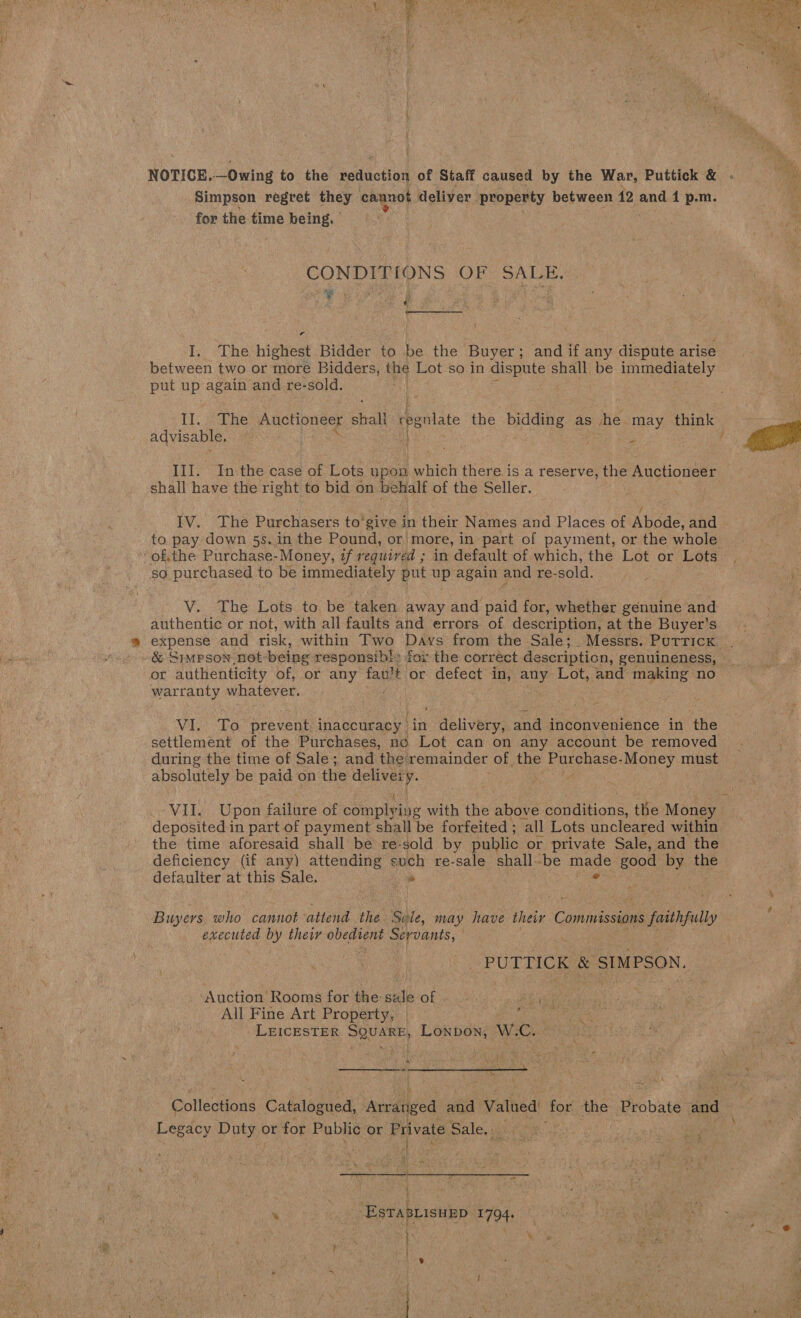 NOTICE.—Owing to the reduction of Staff caused by the War, Puttick &
Simpson regret they cannot deliver property between 12 and 1 p.m.
for the time being.
CONDITIONS OF SALE.
I. The highest Bidder to be the Buyer; and if any dispute arise
between two or more Bidders, the Lot so in dispute shall be immediately
put up again and re-sold.
II. The Auctioneer shall regulate the bidding as he may think
advisable.
III. In the case of Lots upon which there is a reserve, the Auctioneer
shall have the right to bid on behalf of the Seller.
IV. The Purchasers to give in their Names and Places of Abode, and
to pay down 5s. in the Pound, or more, in part of payment, or the whole
of the Purchase-Money, if required; in default of which, the Lot or Lots
so purchased to be immediately put up again and re-sold.
V. The Lots to be taken away and paid for, whether genuine and
authentic or not, with all faults and errors of description, at the Buyer's
expense and risk, within Two Days from the Sale; Messrs. PUTTICK
& SIMPSON not being responsible for the correct description, genuineness,
or authenticity of, or any fault or defect in, any Lot, and making no
warranty whatever.
VI. To prevent inaccuracy in delivery, and inconvenience in the
settlement of the Purchases, no Lot can on any account be removed
during the time of Sale; and the remainder of the Purchase-Money must
absolutely be paid on the delivery.
VII. Upon failure of complying with the above conditions, the Money
deposited in part of payment shall be forfeited; all Lots uncleared within
the time aforesaid shall be re-sold by public or private Sale, and the
deficiency (if any) attending such re-sale shall be made good by the
defaulter at this Sale.
Buyers who cannot attend the Sale, may have their Commissions faithfully
executed by their obedient Servants,
PUTTICK & SIMPSON.
Auction Rooms for the sale of
All Fine Art Property,
LEICESTER SQUARE, LONDON, W.C.
Collections Catalogued, Arranged and Valued for the Probate and
Legacy Duty or for Public or Private Sale.
ESTABLISHED 1794.